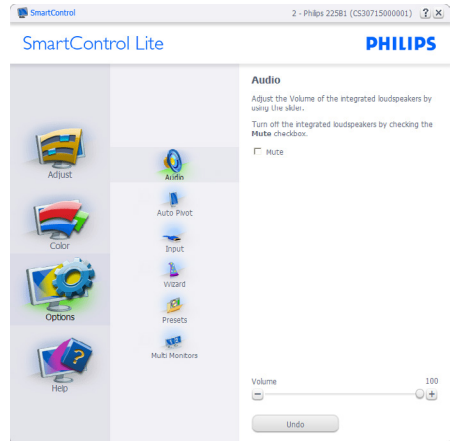 SmartControl
2 - Philips 225B1 (CS30715000001)
SmartControl Lite
PHILIPS
Adjust
Color
Options
Help
Audio
Auto Pivot
Input
Wizard
Presets
Multi Monitors
Audio
Adjust the Volume of the integrated loudspeakers by
using the slider.
Turn off the integrated loudspeakers by checking the
Mute checkbox.
Mute
Volume 100
Undo